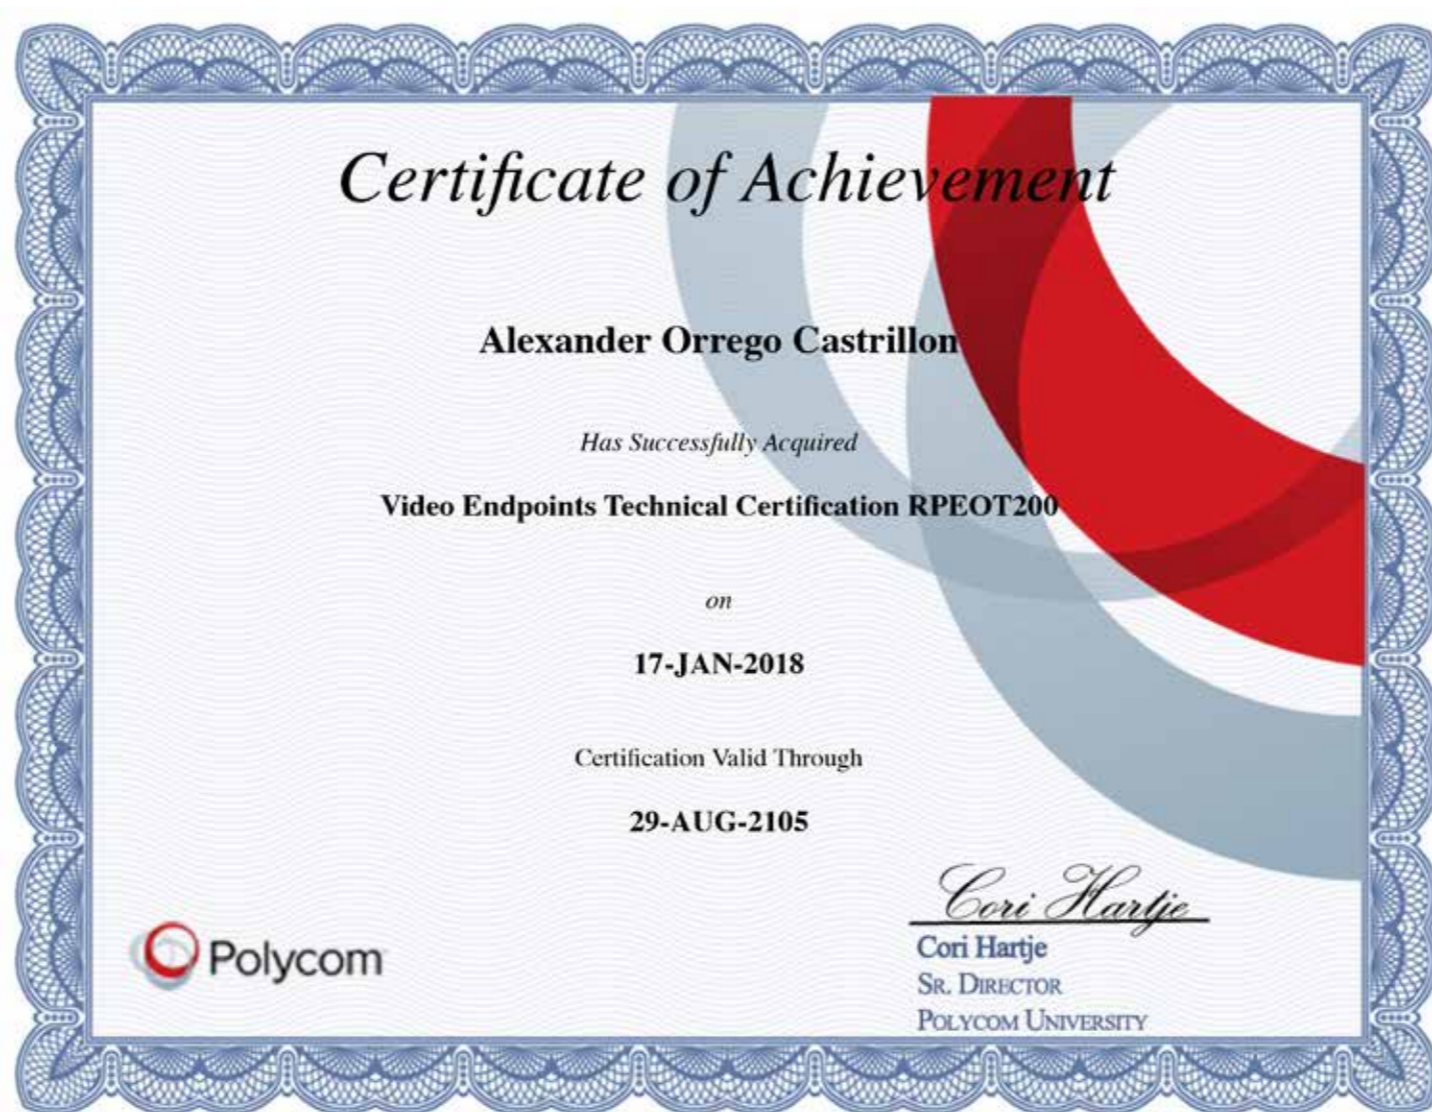 Certificate of Achievement
Alexander Orrego Castrillon
Has Successfully Acquired
Video Endpoints Technical Certification RPEOT200
on
17-JAN-2018
Certification Valid Through
29-AUG-2105
Cori Hartje
Polycom
Cori Hartje
SR. DIRECTOR
POLYCOM UNIVERSITY